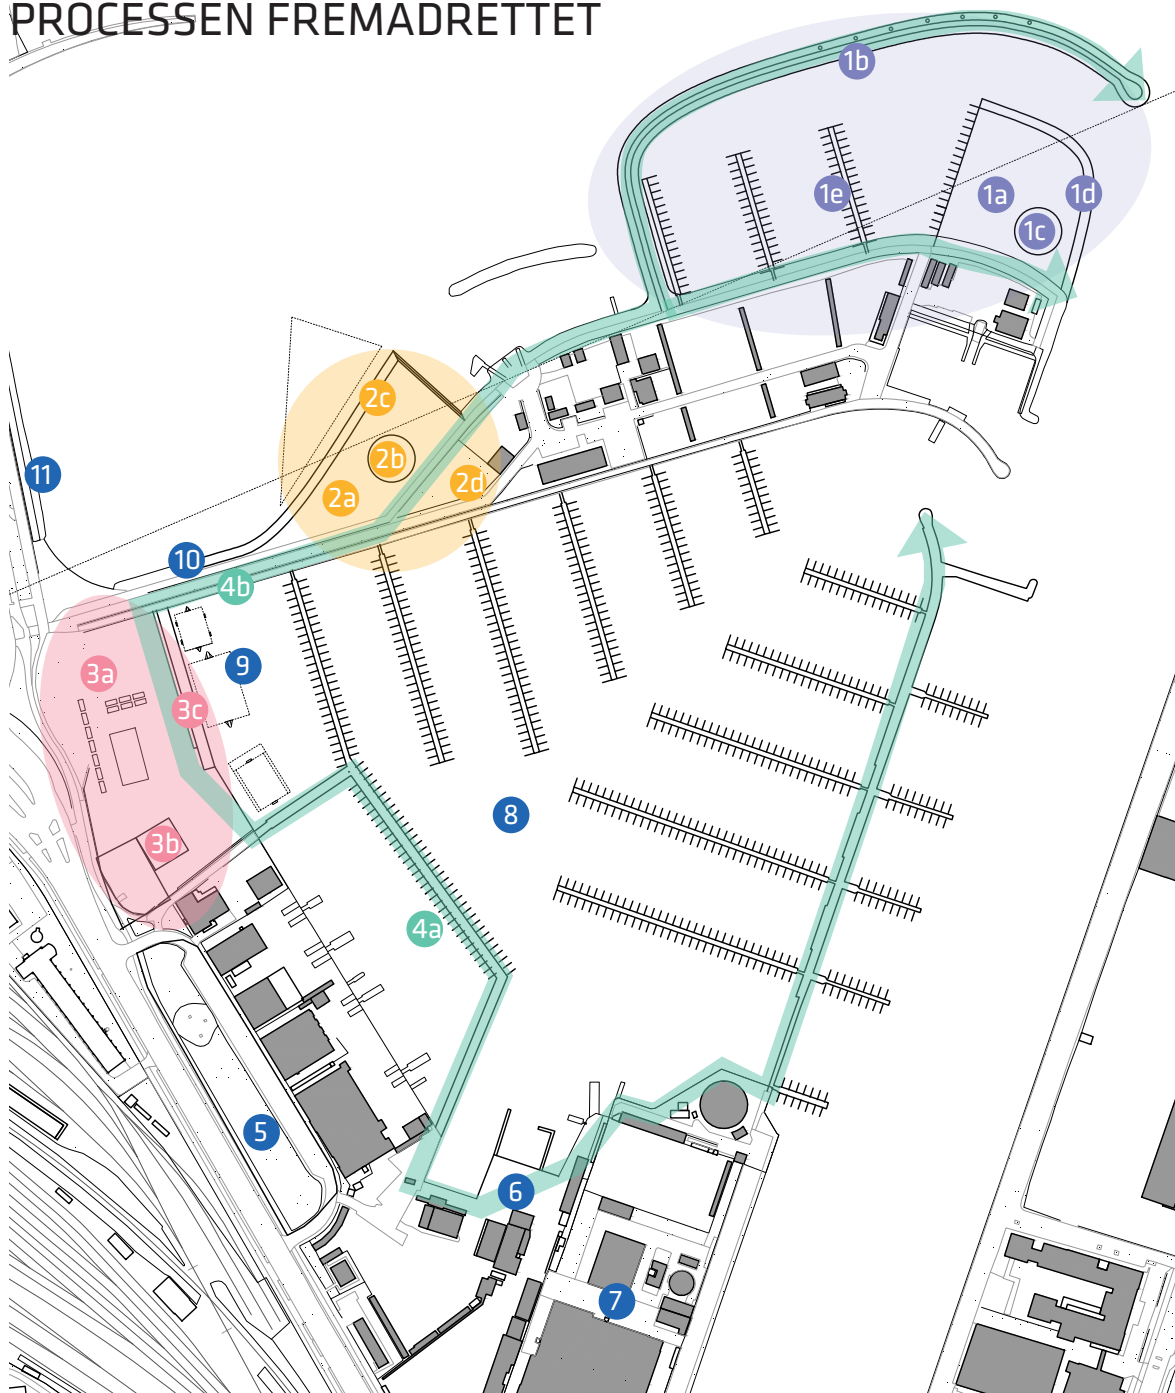 PROCESSEN FREMADRETTET
1b
1e
1a
1d
1c
2c
2b
2a
2d
11
10
4b
3a
9
3c
8
3b
4a
5
6
7